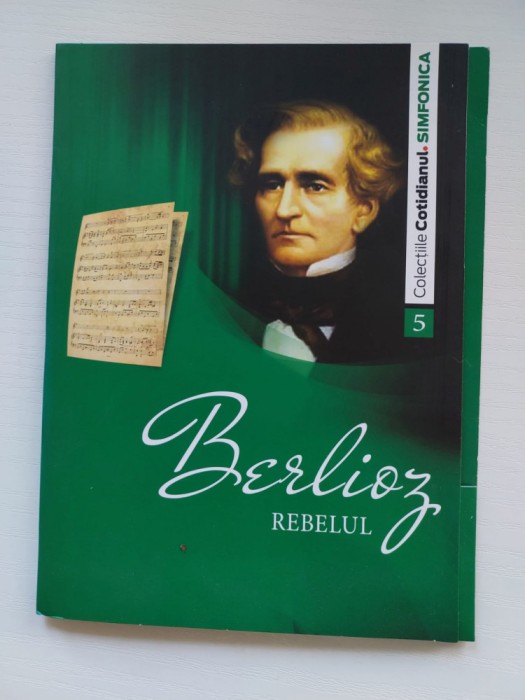 Colecțiile Cotidianul. SIMFONICA
5
Berlioz
REBELUL